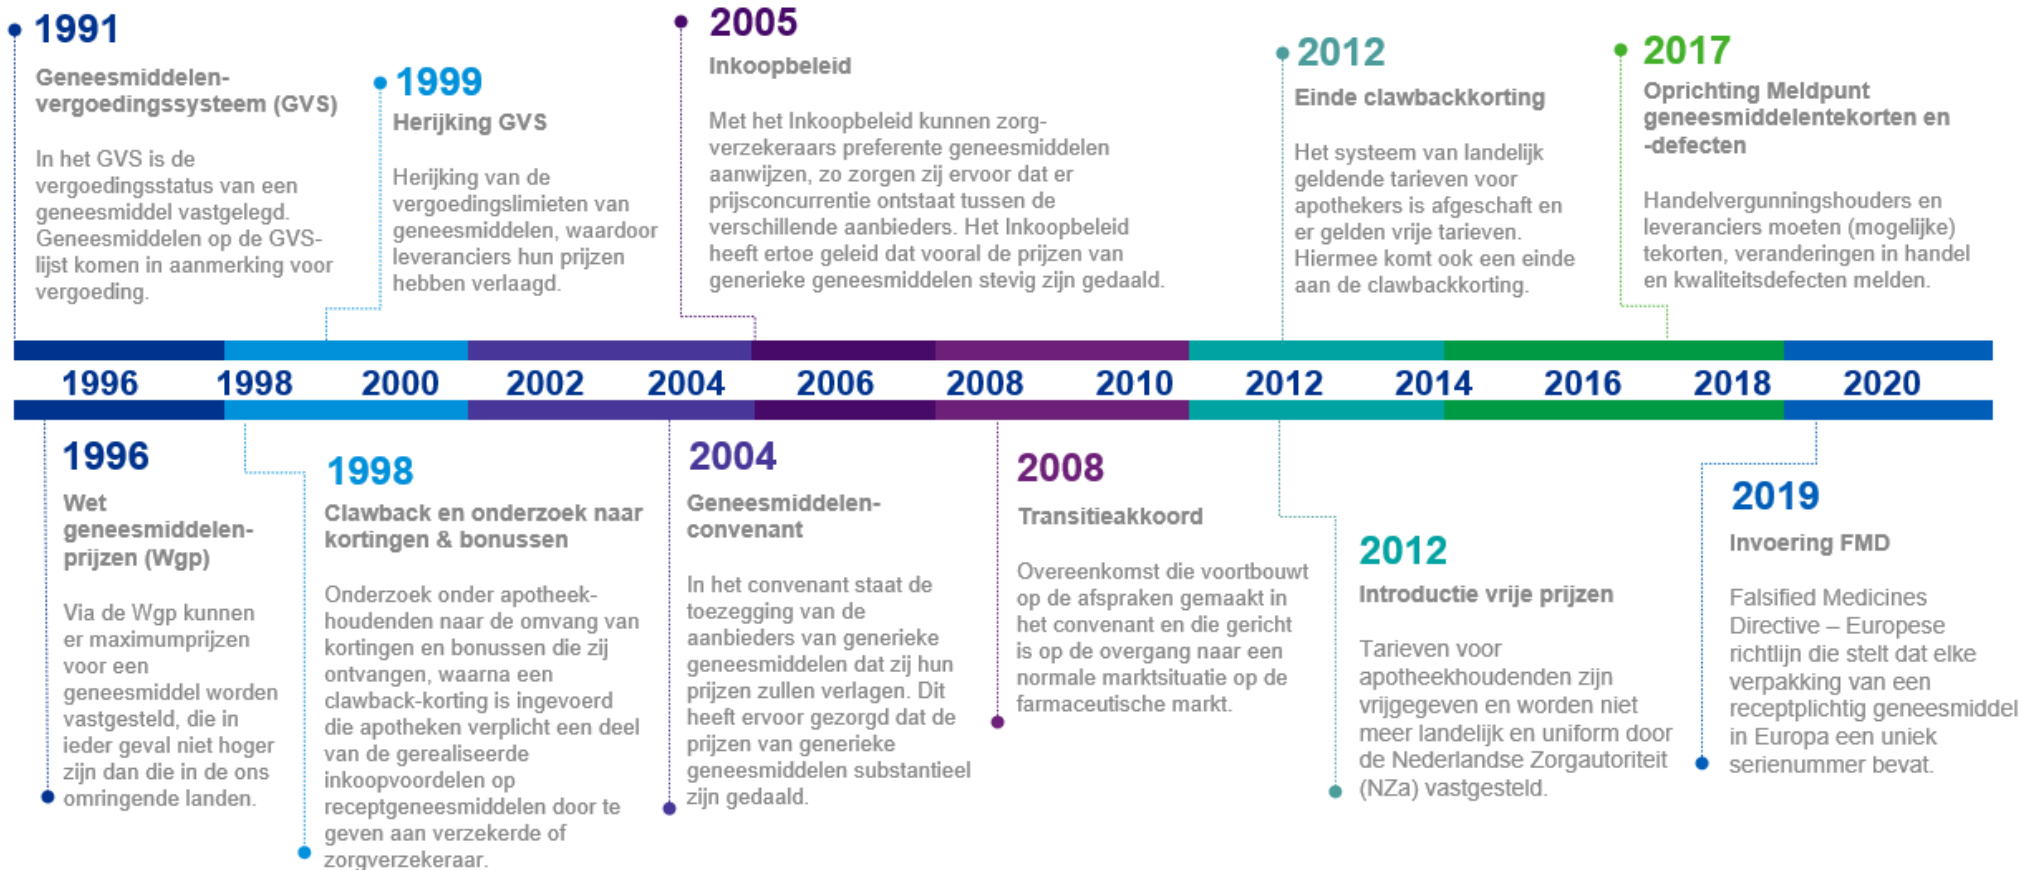 1991
Geneesmiddelen-
vergoedingssysteem (GVS)
In het GVS is de
vergoedingsstatus van een
geneesmiddel vastgelegd.
Geneesmiddelen op de GVS-
lijst komen in aanmerking voor
vergoeding.
1999
Herijking GVS
Herijking van de
vergoedingslimieten van
geneesmiddelen, waardoor
leveranciers hun prijzen
hebben verlaagd.
2005
Inkoopbeleid
Met het Inkoopbeleid kunnen zorg-
verzekeraars preferente geneesmiddelen
aanwijzen, zo zorgen zij ervoor dat er
prijsconcurrentie ontstaat tussen de
verschillende aanbieders. Het Inkoopbeleid
heeft ertoe geleid dat vooral de prijzen van
generieke geneesmiddelen stevig zijn gedaald.
2012
Einde clawbackkorting
Het systeem van landelijk
geldende tarieven voor
apothekers is afgeschaft en
er gelden vrije tarieven.
Hiermee komt ook een einde
aan de clawbackkorting.
2017
Oprichting Meldpunt
geneesmiddelentekorten en
-defecten
Handelvergunningshouders en
leveranciers moeten (mogelijke)
tekorten, veranderingen in handel
en kwaliteitsdefecten melden.
1996 1998 2000 2002 2004 2006 2008 2010 2012 2014 2016 2018 2020
1996
Wet
geneesmiddelen-
prijzen (Wgp)
Via de Wgp kunnen
er maximumprijzen
voor een
geneesmiddel worden
vastgesteld, die in
ieder geval niet hoger
zijn dan die in de ons
omringende landen.
1998
Clawback en onderzoek naar
kortingen & bonussen
Onderzoek onder apotheek-
houdenden naar de omvang van
kortingen en bonussen die zij
ontvangen, waarna een
clawback-korting is ingevoerd
die apotheken verplicht een deel
van de gerealiseerde
inkoopvoordelen op
receptgeneesmiddelen door te
geven aan verzekerde of
zorgverzekeraar.
2004
Geneesmiddelen-
convenant
In het convenant staat de
toezegging van de
aanbieders van generieke
geneesmiddelen dat zij hun
prijzen zullen verlagen. Dit
heeft ervoor gezorgd dat de
prijzen van generieke
geneesmiddelen substantieel
zijn gedaald.
2008
Transitieakkoord
Overeenkomst die voortbouwt
op de afspraken gemaakt in
het convenant en die gericht
is op de overgang naar een
normale marktsituatie op de
farmaceutische markt.
2012
Introductie vrije prijzen
Tarieven voor
apotheekhoudenden zijn
vrijgegeven en worden niet
meer landelijk en uniform door
de Nederlandse Zorgautoriteit
(NZa) vastgesteld.
2019
Invoering FMD
Falsified Medicines
Directive – Europese
richtlijn die stelt dat elke
verpakking van een
receptplichtig geneesmiddel
in Europa een uniek
serienummer bevat.